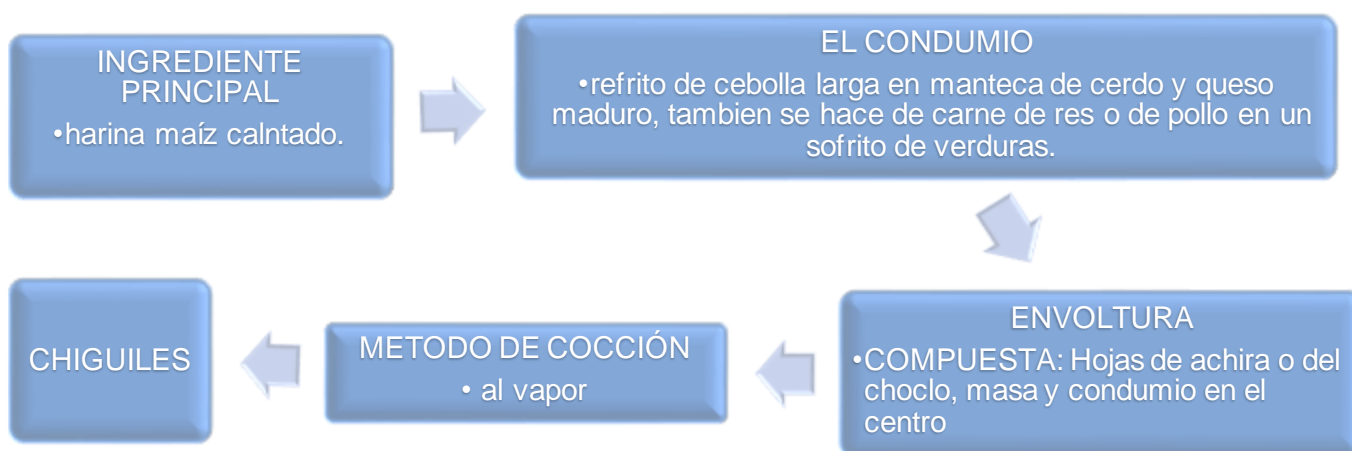 INGREDIENTE
PRINCIPAL
•harina maíz calntado.
EL CONDUMIO
•refrito de cebolla larga en manteca de cerdo y queso
maduro, tambien se hace de carne de res o de pollo en un
sofrito de verduras.
ENVOLTURA
•COMPUESTA: Hojas de achira o del
choclo, masa y condumio en el
centro
METODO DE COCCIÓN
• al vapor
CHIGUILES